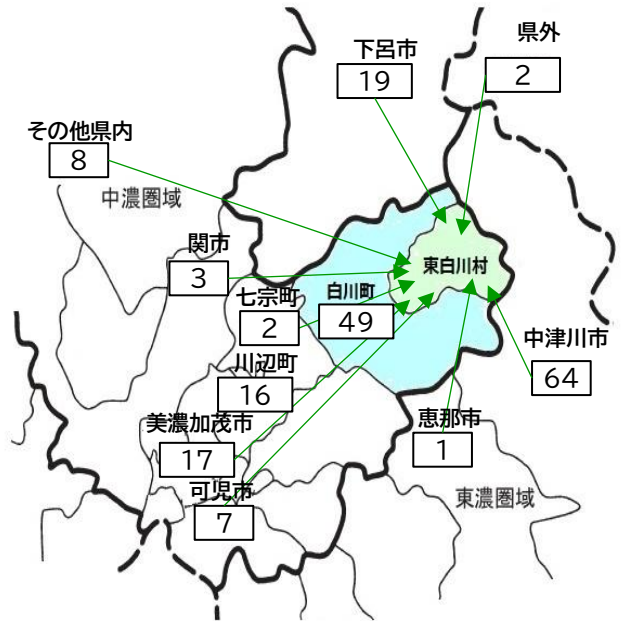 県外
2
下呂市
19
その他県内
8
中濃圏域
関市
3
東白川村
七宗町
2
白川町
49
中津川市
64
川辺町
16
恵那市
1
美濃加茂市
17
可児市
7
東濃圏域